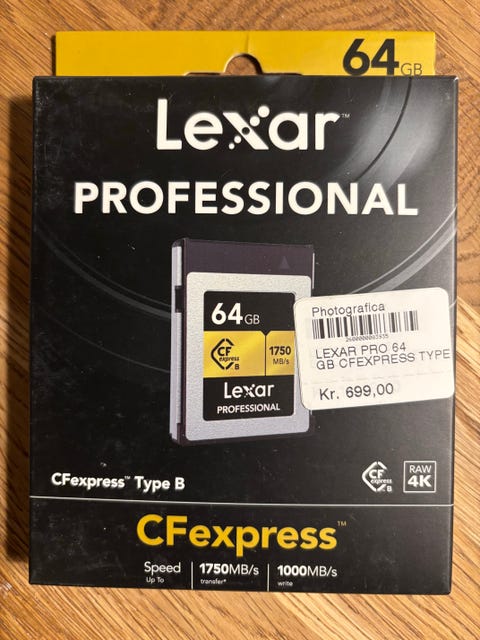 64GB
Lexar™
PROFESSIONAL
64GB
CF
express
B
1750
MB/s
Lexar
PROFESSIONAL
Photografica
LEXAR PRO 64
GB CFEXPRESS TYPE
Kr. 699,00
CFexpress™ Type B
CF
express
B
RAW
4K
CFexpress™
Speed
Up To
1750MB/s
transfer*
1000MB/s
write